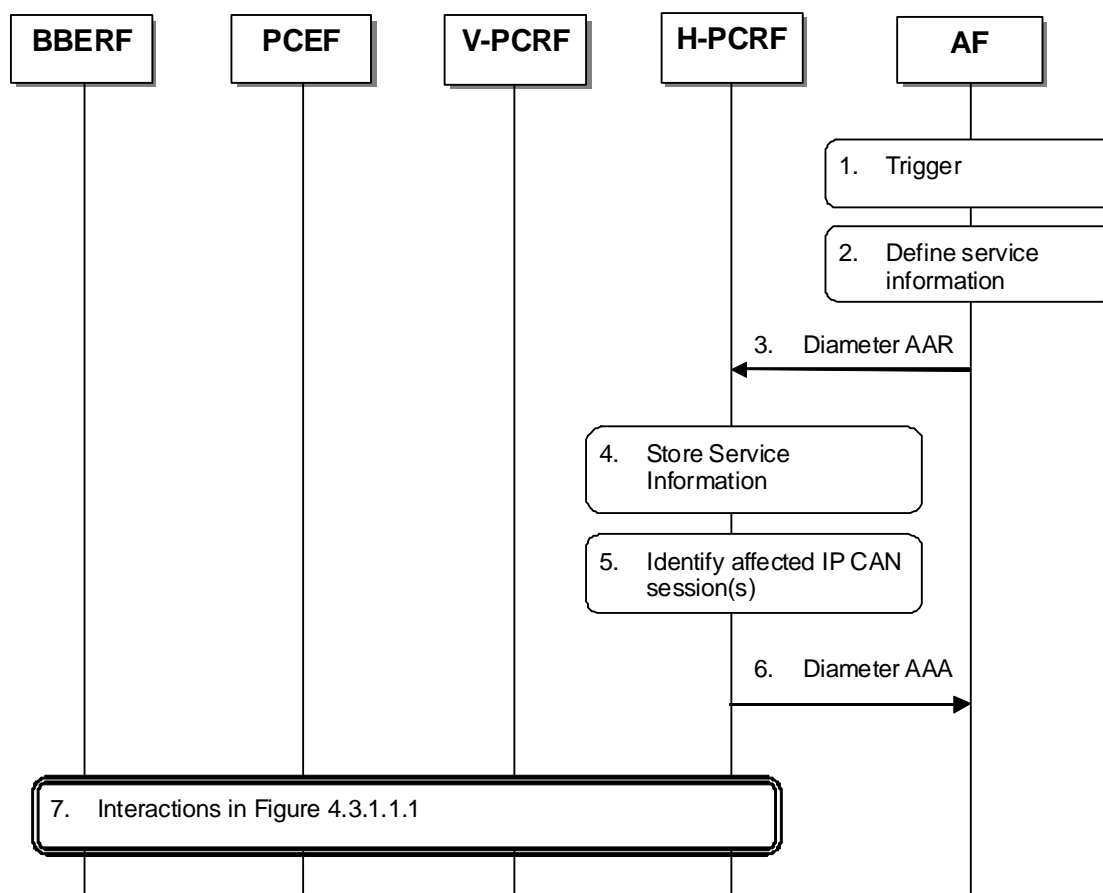 BBERF
PCEF
V-PCRF
H-PCRF
AF
1. Trigger
2. Define service
information
3. Diameter AAR
4. Store Service
Information
5. Identify affected IP CAN
session(s)
6. Diameter AAA
7. Interactions in Figure 4.3.1.1.1